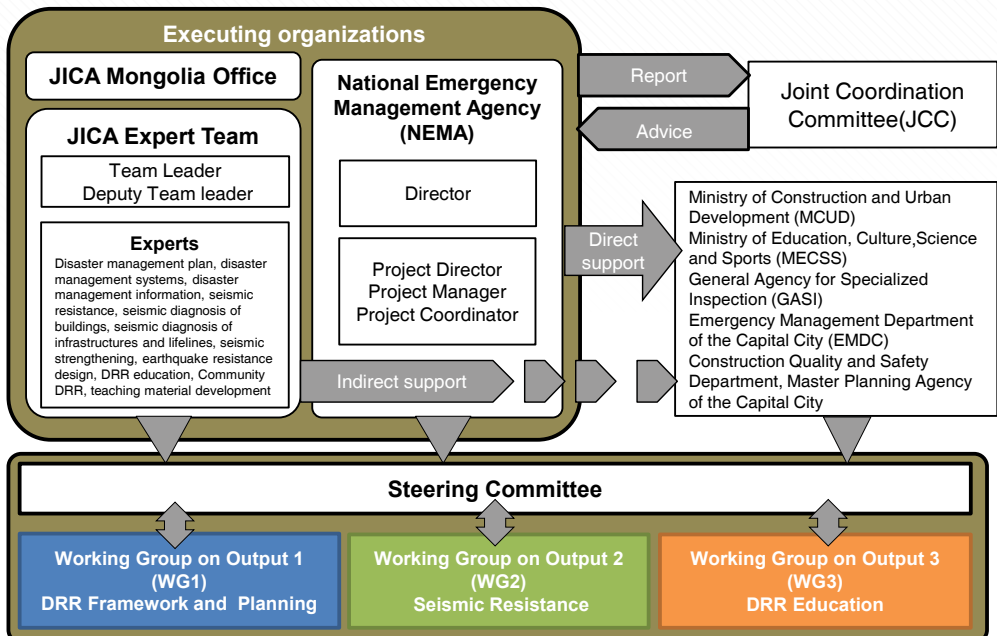 Executing organizations
JICA Mongolia Office
JICA Expert Team
Team Leader
Deputy Team leader
Experts
Disaster management plan, disaster
management systems, disaster
management information, seismic
resistance, seismic diagnosis of
buildings, seismic diagnosis of
infrastructures and lifelines, seismic
strengthening, earthquake resistance
design, DRR education, Community
DRR, teaching material development
National Emergency
Management Agency
(NEMA)
Director
Project Director
Project Manager
Project Coordinator
Report
Advice
Joint Coordination
Committee(JCC)
Direct
support
Indirect support
Ministry of Construction and Urban
Development (MCUD)
Ministry of Education, Culture,Science
and Sports (MECSS)
General Agency for Specialized
Inspection (GASI)
Emergency Management Department
of the Capital City (EMDC)
Construction Quality and Safety
Department, Master Planning Agency
of the Capital City
Steering Committee
Working Group on Output 1
(WG1)
DRR Framework and Planning
Working Group on Output 2
(WG2)
Seismic Resistance
Working Group on Output 3
(WG3)
DRR Education